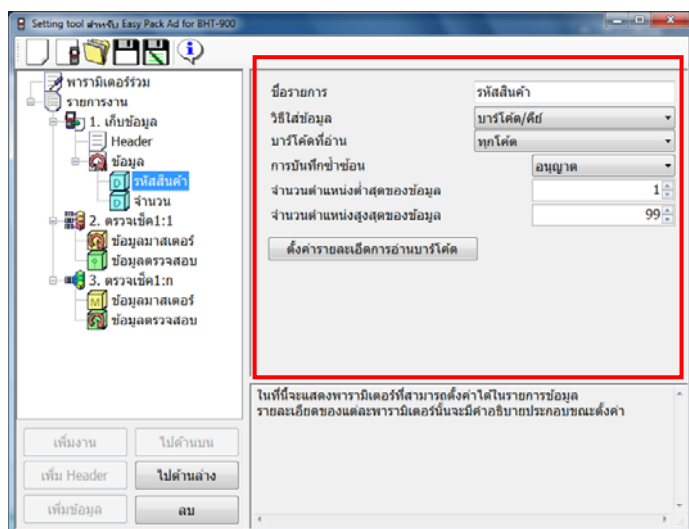 Setting tool สำหรับ Easy Pack Ad for BHT-900
พารามิเตอร์ร่วม
รายการงาน
1. เก็บข้อมูล
Header
ข้อมูล
รหัสสินค้า
จำนวน
2. ตรวจเช็ค1:1
ข้อมูลมาสเตอร์
ข้อมูลตรวจสอบ
3. ตรวจเช็ค1:n
ข้อมูลมาสเตอร์
ข้อมูลตรวจสอบ
เพิ่มงาน
ไปด้านบน
เพิ่ม Header
ไปด้านล่าง
เพิ่มข้อมูล
ลบ
ชื่อรายการ รหัสสินค้า
วิธีใส่ข้อมูล บาร์โค้ด/คีย์
บาร์โค้ดที่อ่าน ทุกโค้ด
การบันทึกซ้ำซ้อน อนุญาต
จำนวนตำแหน่งต่ำสุดของข้อมูล 1
จำนวนตำแหน่งสูงสุดของข้อมูล 99
ตั้งค่ารายละเอียดการอ่านบาร์โค้ด
ในที่นี้จะแสดงพารามิเตอร์ที่สามารถตั้งค่าได้ในรายการข้อมูล
รายละเอียดของแต่ละพารามิเตอร์นั้นจะมีคำอธิบายประกอบขณะตั้งค่า